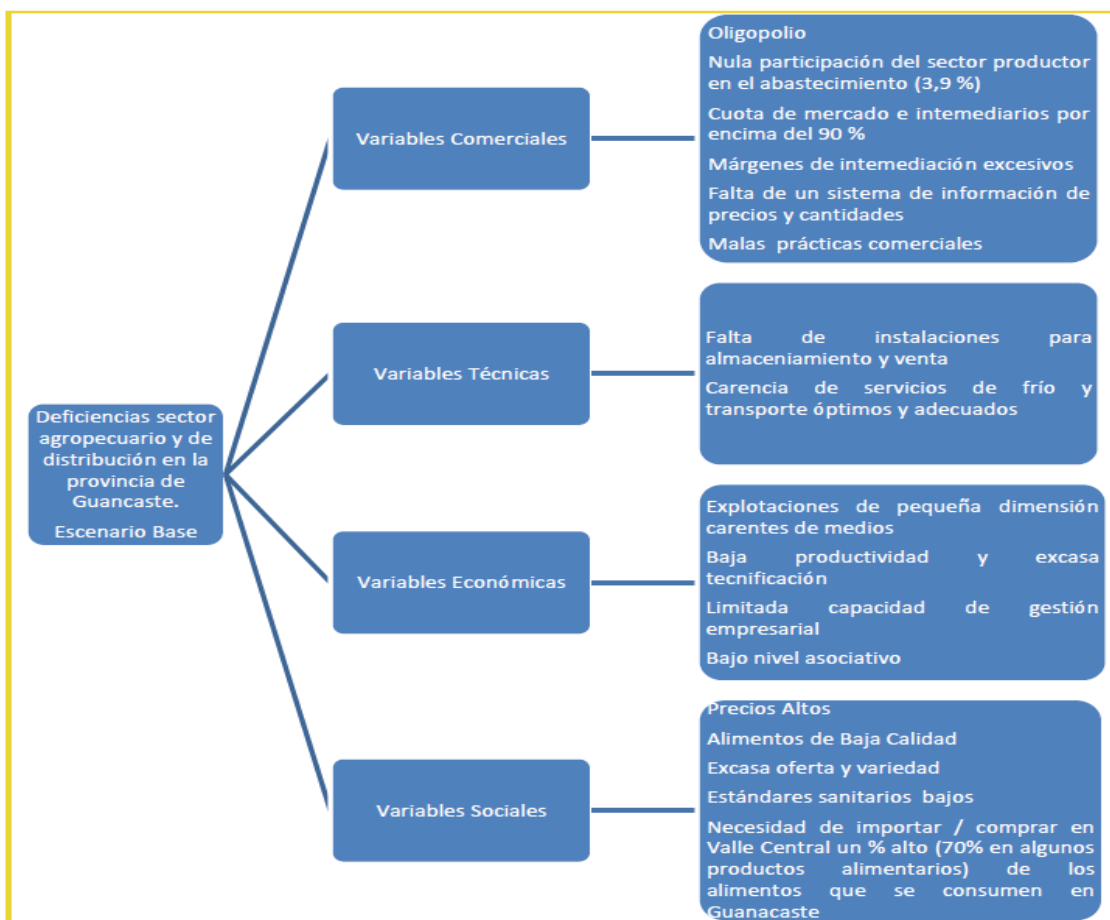 Deficiencias sector
agropecuario y de
distribución en la
provincia de
Guancaste.
Escenario Base
Variables Comerciales
Oligopolio
Nula participación del sector productor
en el abastecimiento (3,9 %)
Cuota de mercado e intemediarios por
encima del 90 %
Márgenes de intemediación excesivos
Falta de un sistema de información de
precios y cantidades
Malas prácticas comerciales
Variables Técnicas
Falta de instalaciones para
almaceniamiento y venta
Carencia de servicios de frío y
transporte óptimos y adecuados
Variables Económicas
Explotaciones de pequeña dimensión
carentes de medios
Baja productividad y excasa
tecnificación
Limitada capacidad de gestión
empresarial
Bajo nivel asociativo
Variables Sociales
Precios Altos
Alimentos de Baja Calidad
Excasa oferta y variedad
Estándares sanitarios bajos
Necesidad de importar / comprar en
Valle Central un % alto (70% en algunos
productos alimentarios) de los
alimentos que se consumen en
Guanacaste